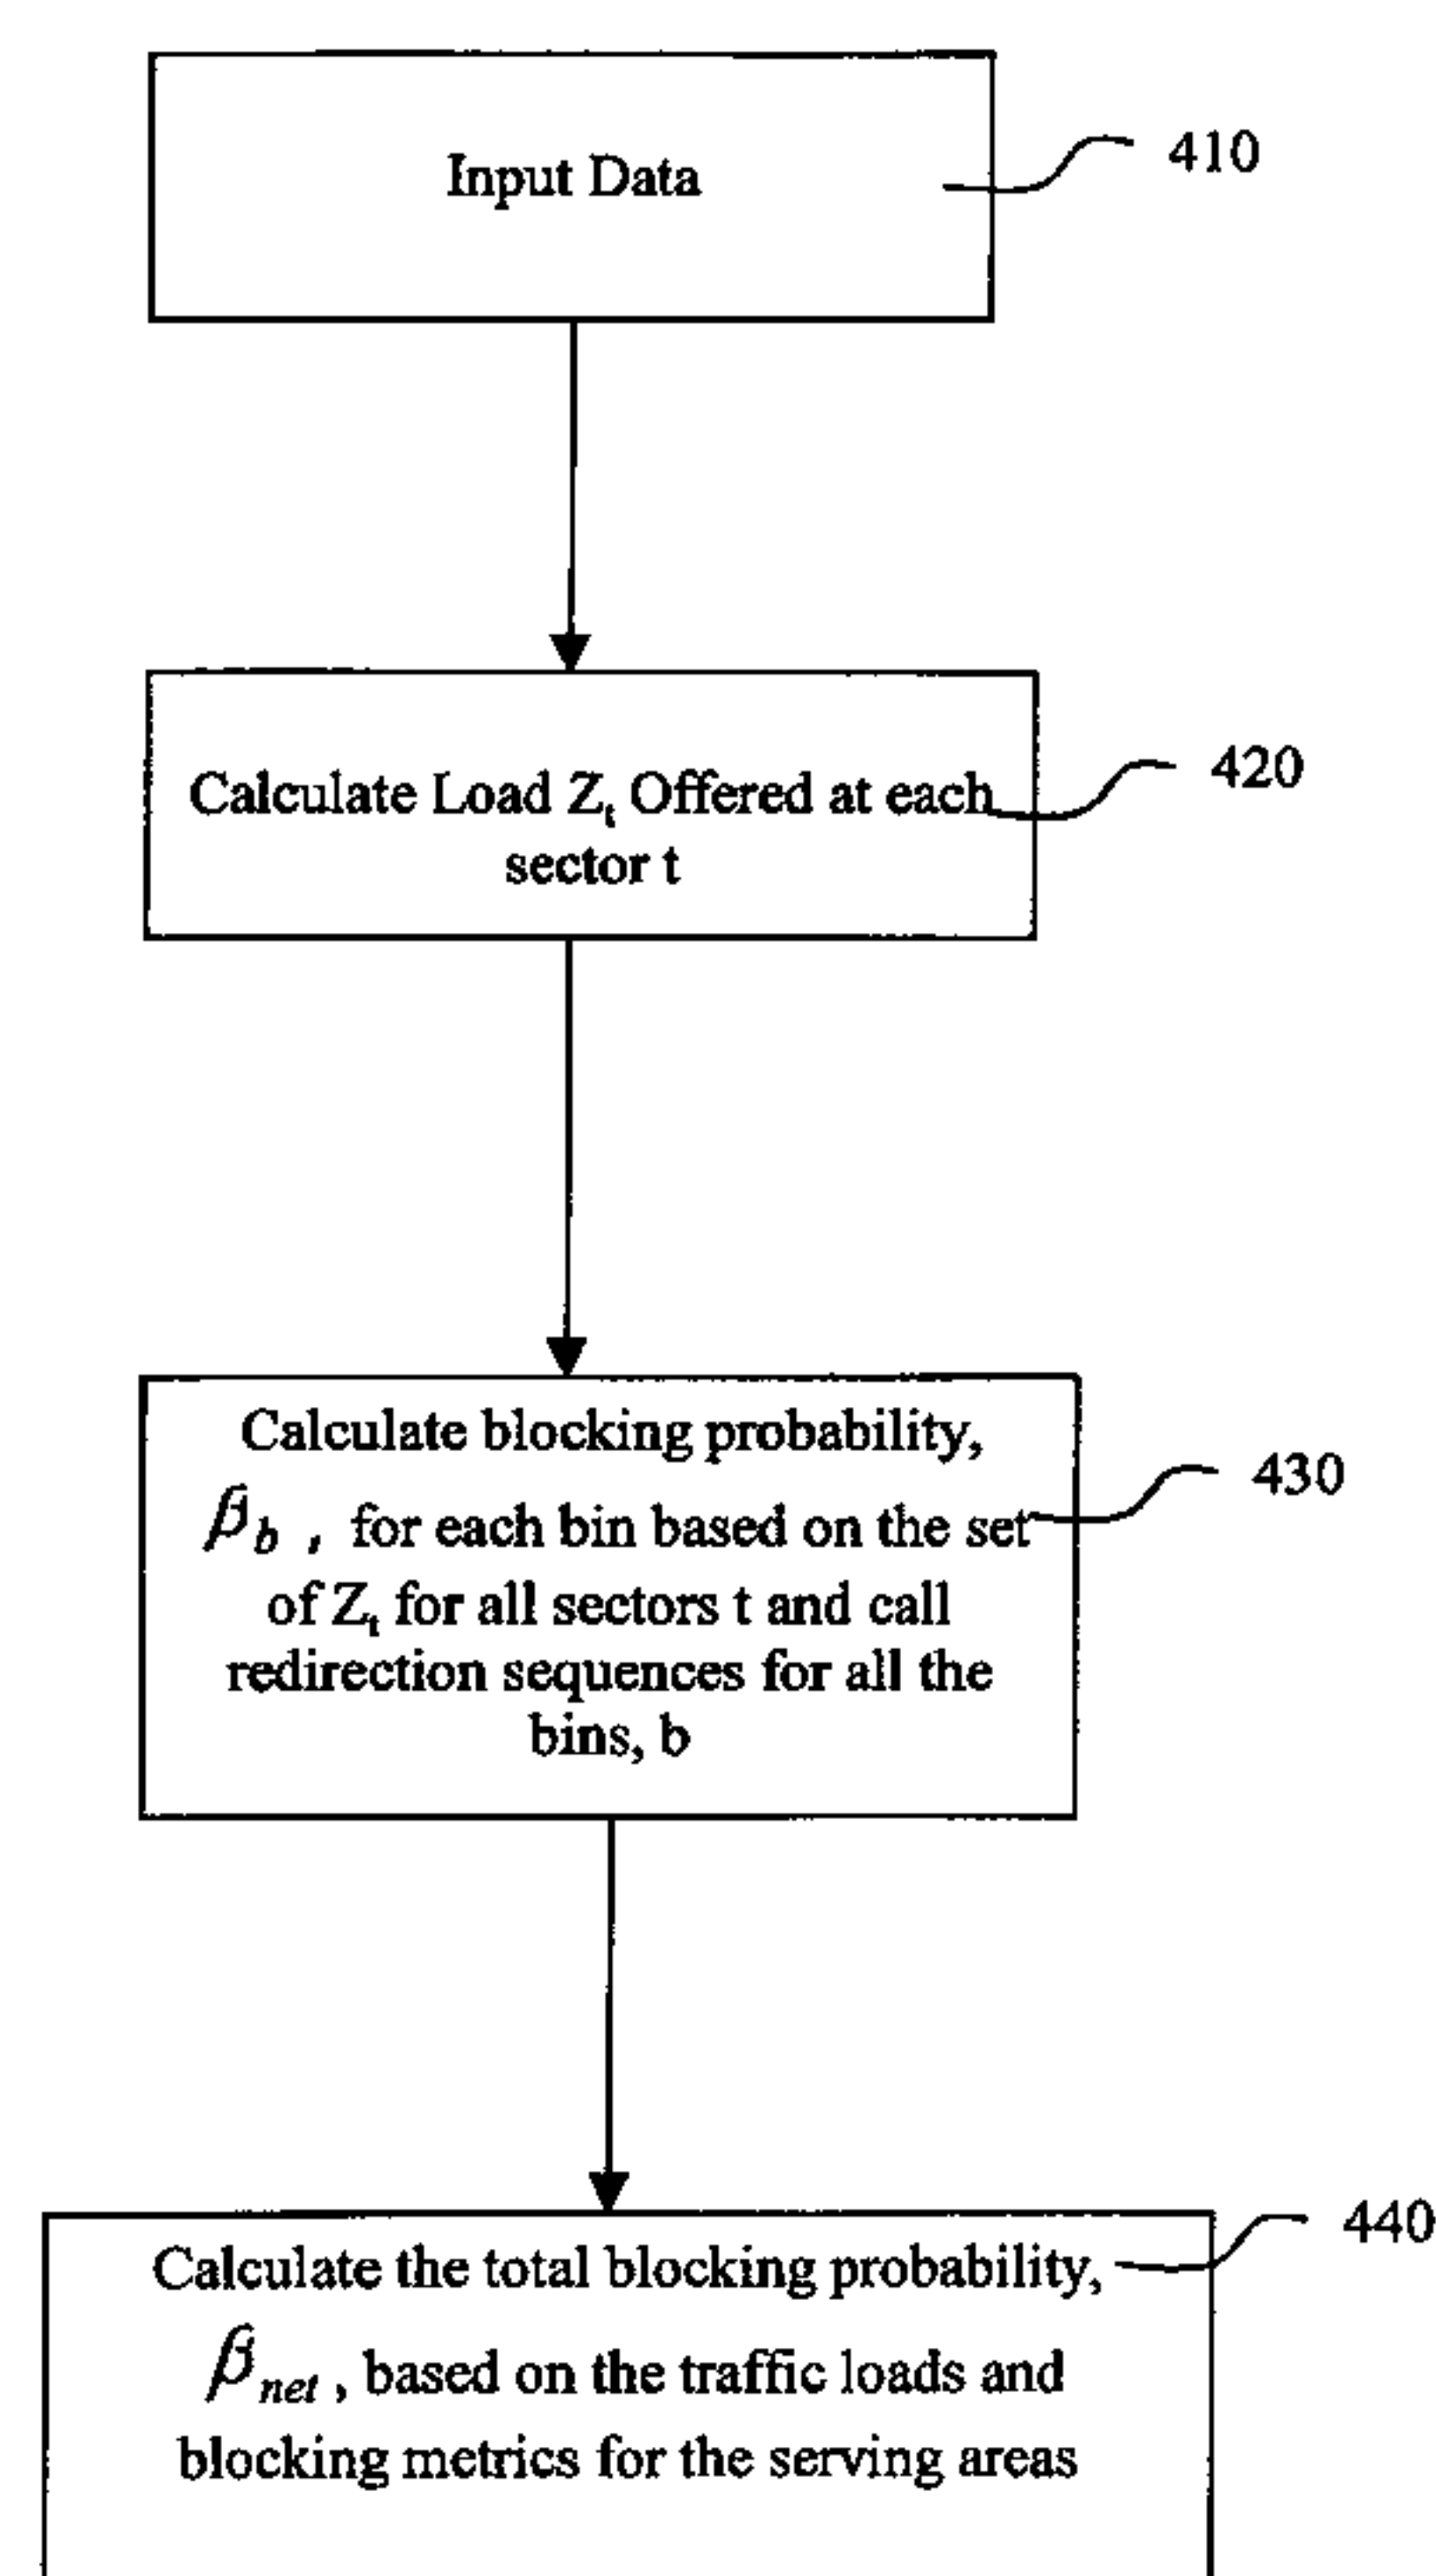 Input Data
410
Calculate Load Zₜ Offered at each
sector t
420
Calculate blocking probability,
β_b , for each bin based on the set
of Zₜ for all sectors t and call
redirection sequences for all the
bins, b
430
Calculate the total blocking probability,
β_net , based on the traffic loads and
blocking metrics for the serving areas
440